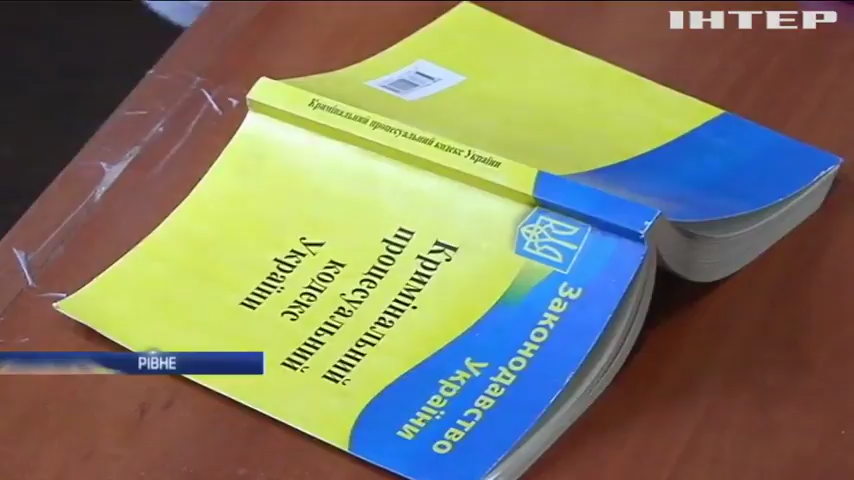 ІНТЕР
Кримінальний процесуальний кодекс України
Законодавство
України
Кримінальний
процесуальний
кодекс
України
РІВНЕ